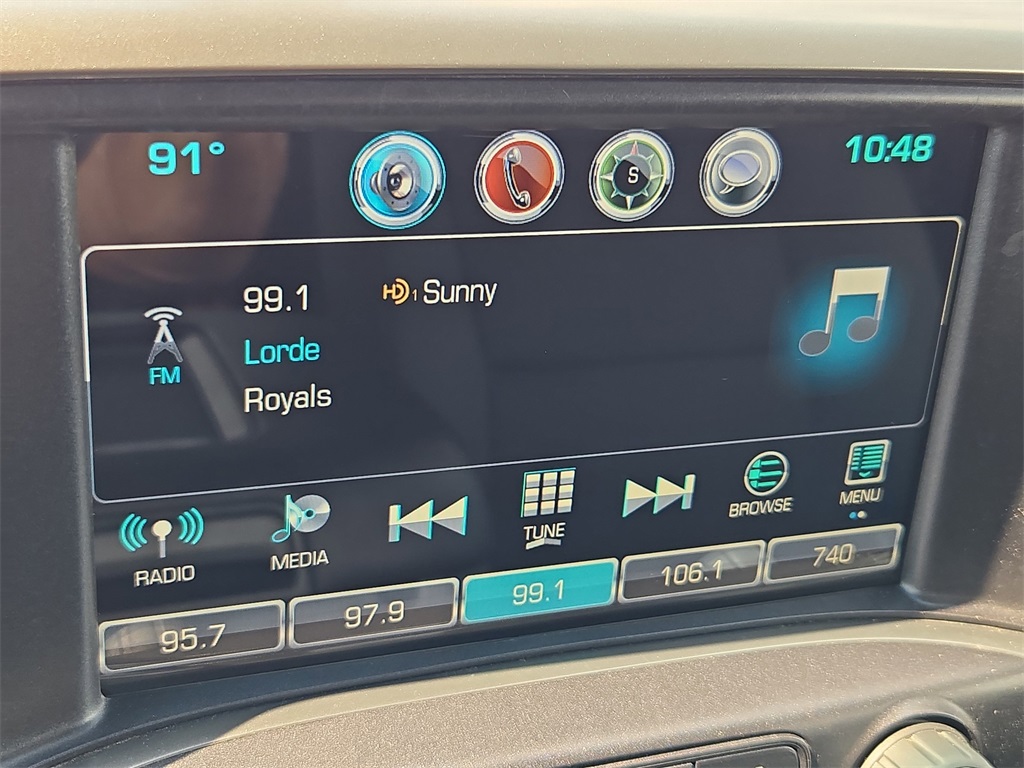 91° S 10:48
99.1 HD1 Sunny
Lorde
FM
Royals
RADIO MEDIA TUNE BROWSE MENU
95.7 97.9 99.1 106.1 740